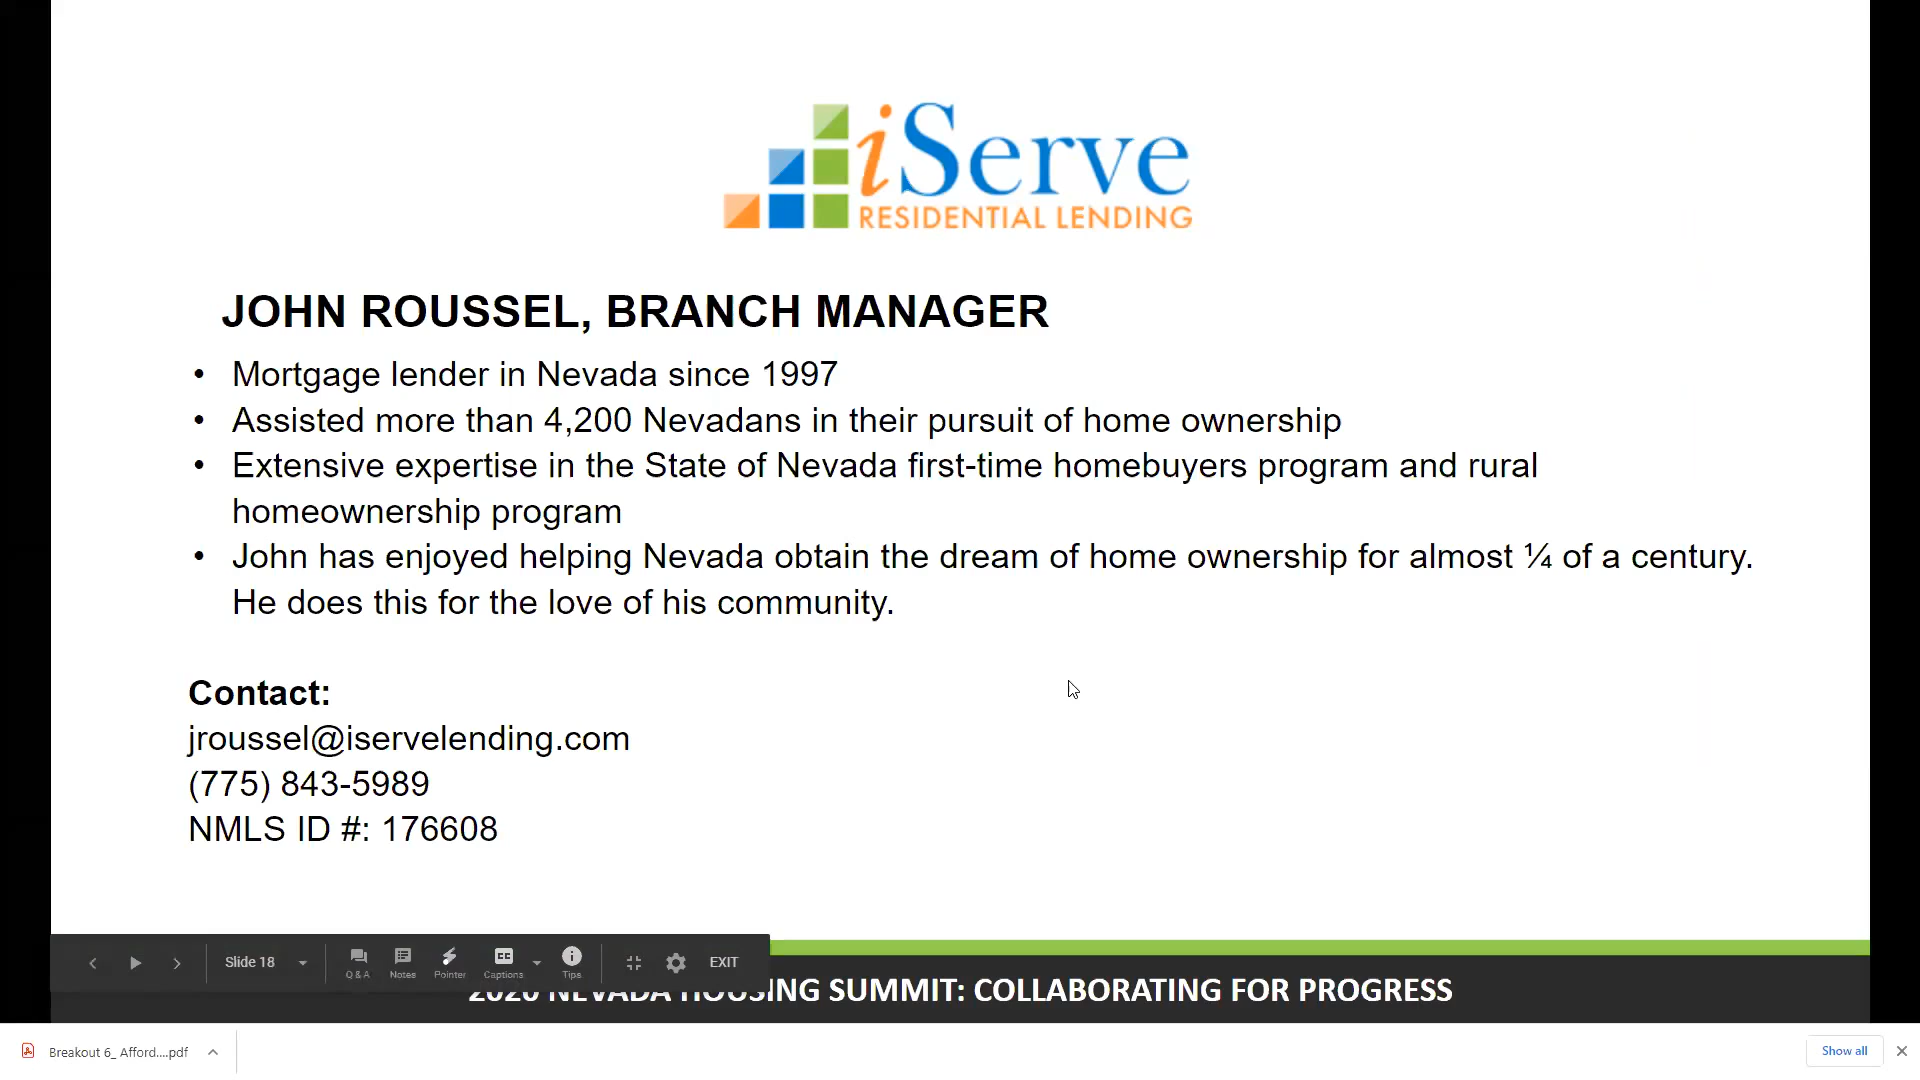 iServe
RESIDENTIAL LENDING
JOHN ROUSSEL, BRANCH MANAGER
• Mortgage lender in Nevada since 1997
• Assisted more than 4,200 Nevadans in their pursuit of home ownership
• Extensive expertise in the State of Nevada first-time homebuyers program and rural
homeownership program
• John has enjoyed helping Nevada obtain the dream of home ownership for almost ¼ of a century.
He does this for the love of his community.
Contact:
jroussel@iservelending.com
(775) 843-5989
NMLS ID #: 176608
Slide 18
Q & A
Notes
Pointer
CC
Captions
Tips
EXIT
2020 NEVADA HOUSING SUMMIT: COLLABORATING FOR PROGRESS
Breakout 6_ Afford....pdf
Show all